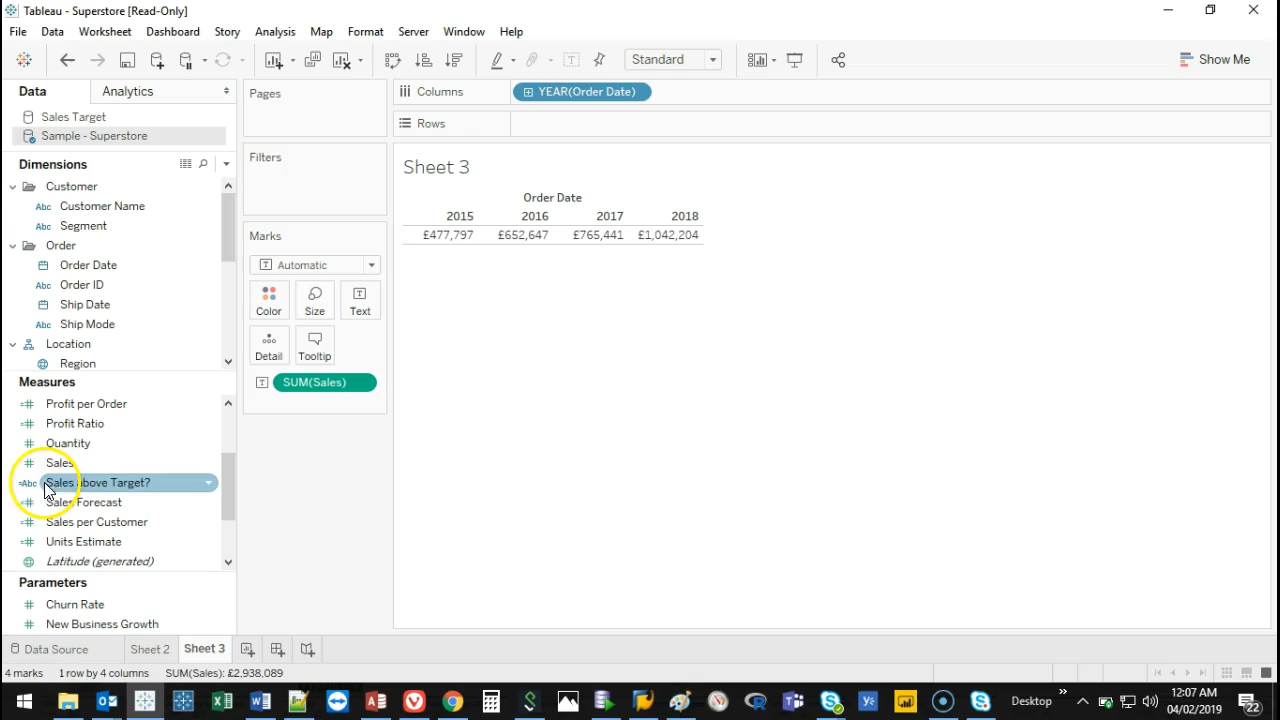 Tableau - Superstore [Read-Only]
File Data Worksheet Dashboard Story Analysis Map Format Server Window Help
Standard
Show Me
Data Analytics
Sales Target
Sample - Superstore
Dimensions
Customer
Abc Customer Name
Abc Segment
Order
Order Date
Abc Order ID
Ship Date
Abc Ship Mode
Location
Region
Measures
Profit per Order
Profit Ratio
Quantity
Sales
=Abc Sales above Target?
Sales Forecast
Sales per Customer
Units Estimate
Latitude (generated)
Parameters
Churn Rate
New Business Growth
Pages
Filters
Marks
T Automatic
Color Size Text
Detail Tooltip
T SUM(Sales)
Columns YEAR(Order Date)
Rows
Sheet 3
Order Date
2015 2016 2017 2018
£477,797 £652,647 £765,441 £1,042,204
Data Source Sheet 2 Sheet 3
4 marks 1 row by 4 columns SUM(Sales): £2,938,089
Desktop
12:07 AM
04/02/2019
22